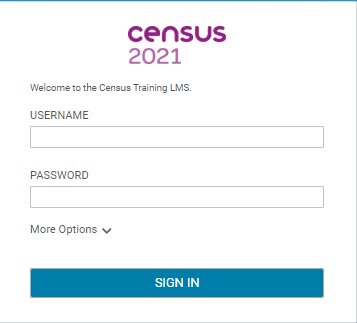 census
2021
Welcome to the Census Training LMS.
USERNAME
PASSWORD
More Options
SIGN IN